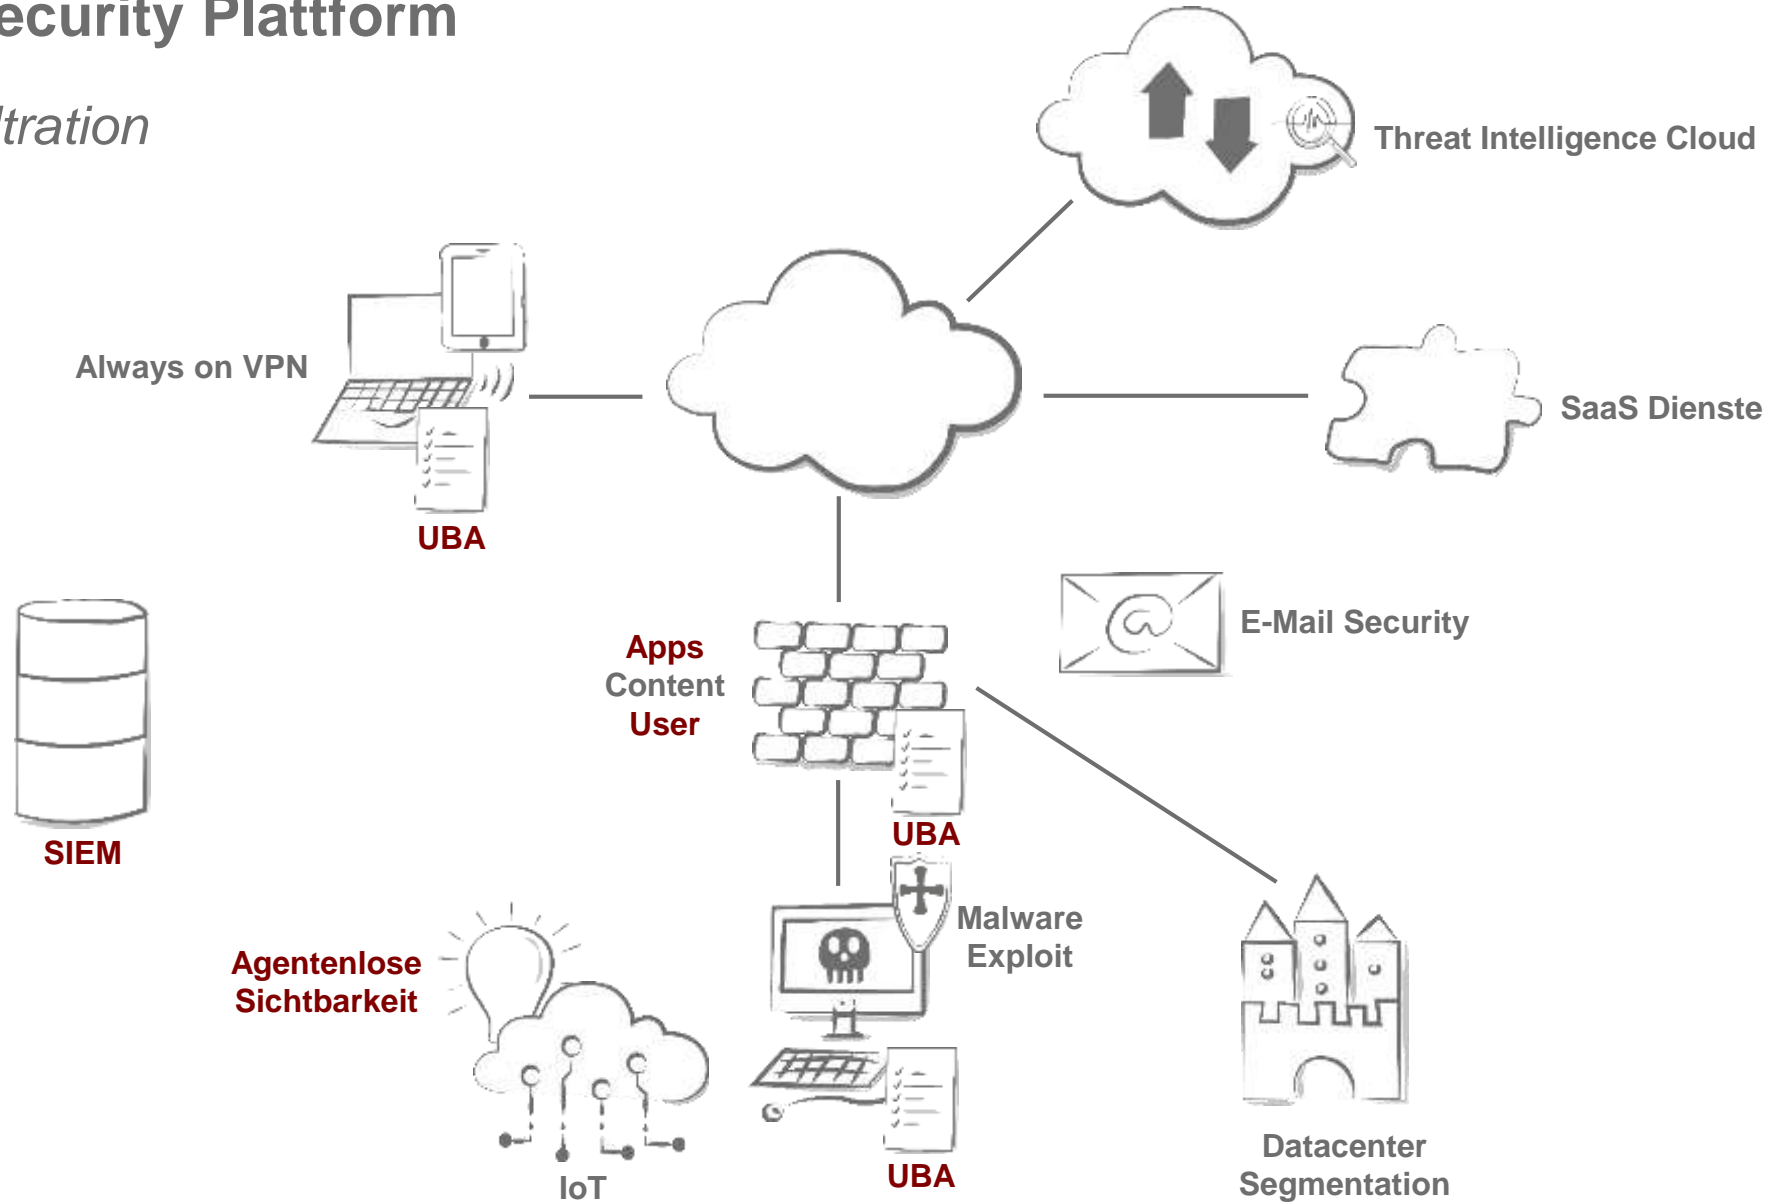 ecurity Plattform
ltration
Threat Intelligence Cloud
Always on VPN
SaaS Dienste
UBA
E-Mail Security
Apps
Content
User
UBA
SIEM
Malware
Exploit
Agentenlose
Sichtbarkeit
Datacenter
Segmentation
UBA
IoT